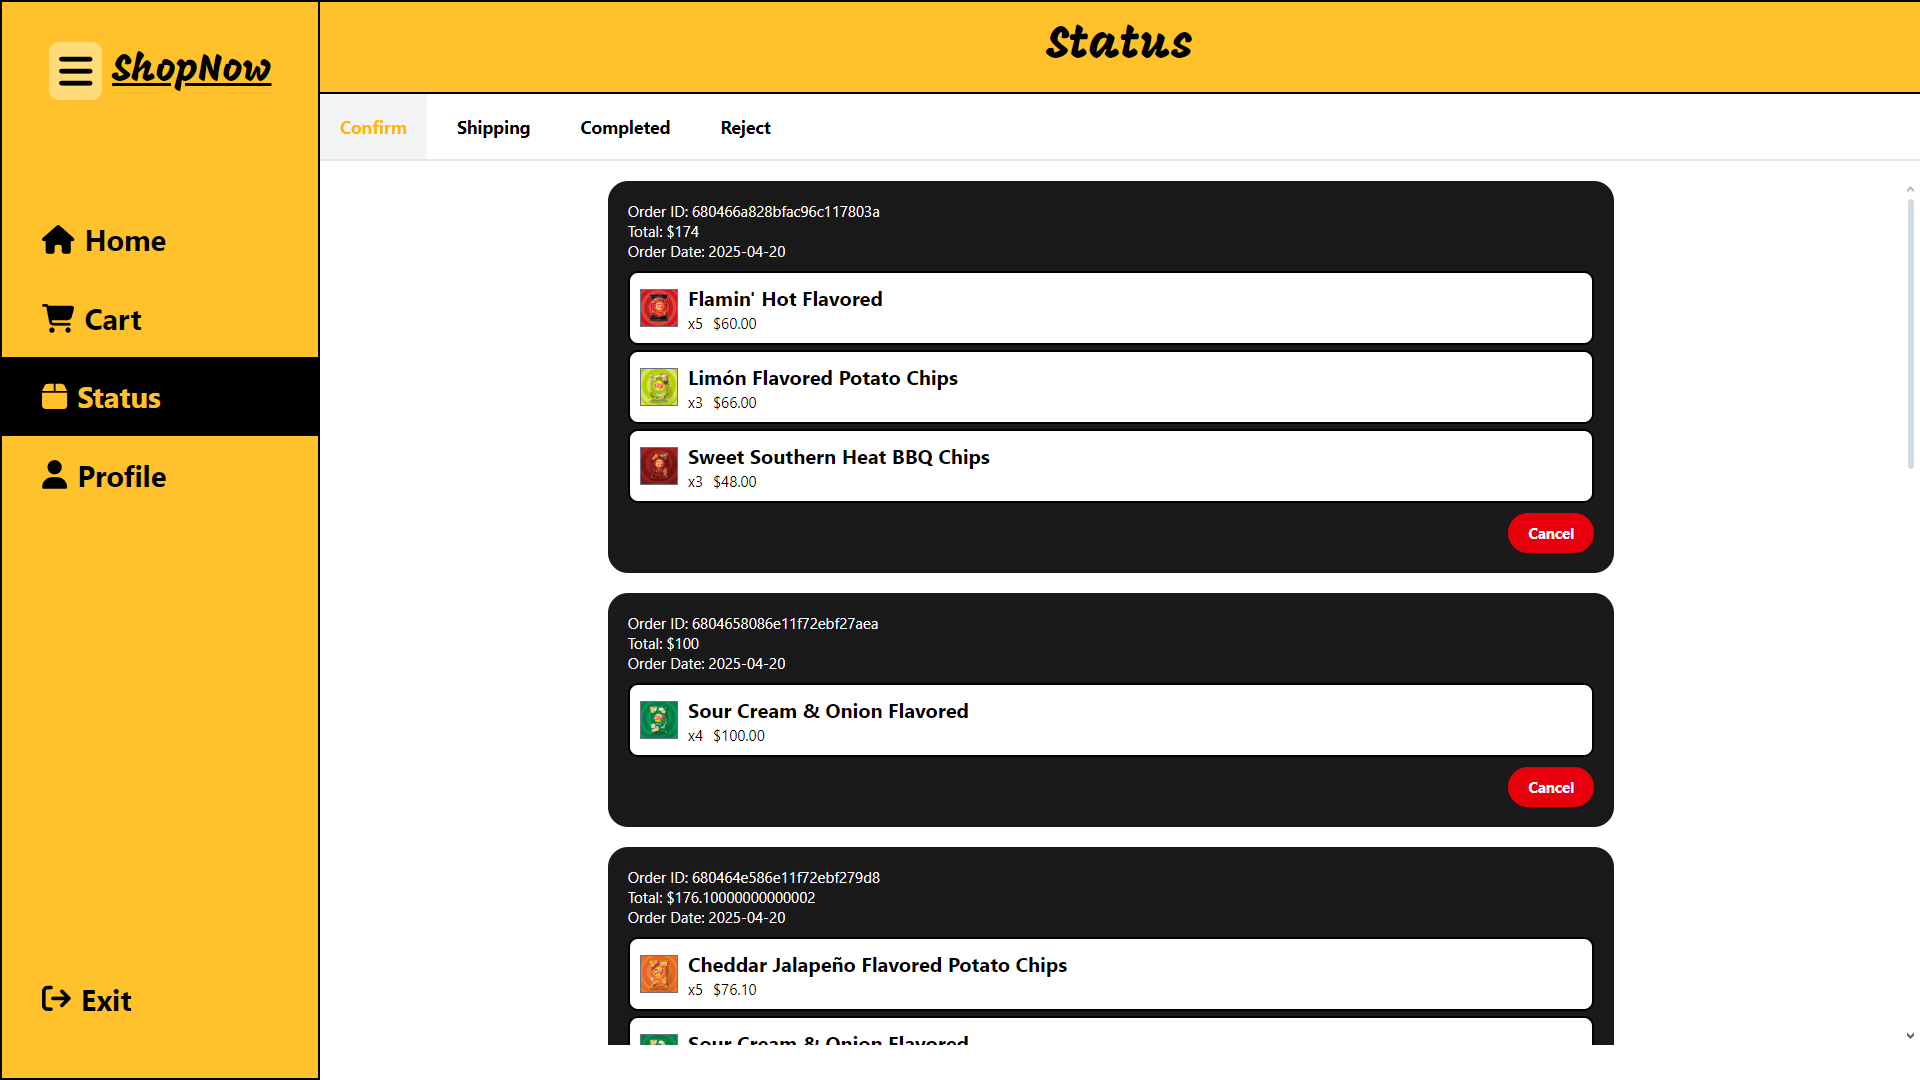 ShopNow
Home
Cart
Status
Profile
Exit
Status
Confirm Shipping Completed Reject
Order ID: 680466a828bfac96c117803a
Total: $174
Order Date: 2025-04-20
Flamin' Hot Flavored
x5 $60.00
Limón Flavored Potato Chips
x3 $66.00
Sweet Southern Heat BBQ Chips
x3 $48.00
Cancel
Order ID: 6804658086e11f72ebf27aea
Total: $100
Order Date: 2025-04-20
Sour Cream & Onion Flavored
x4 $100.00
Cancel
Order ID: 680464e586e11f72ebf279d8
Total: $176.10000000000002
Order Date: 2025-04-20
Cheddar Jalapeño Flavored Potato Chips
x5 $76.10
Sour Cream & Onion Flavored